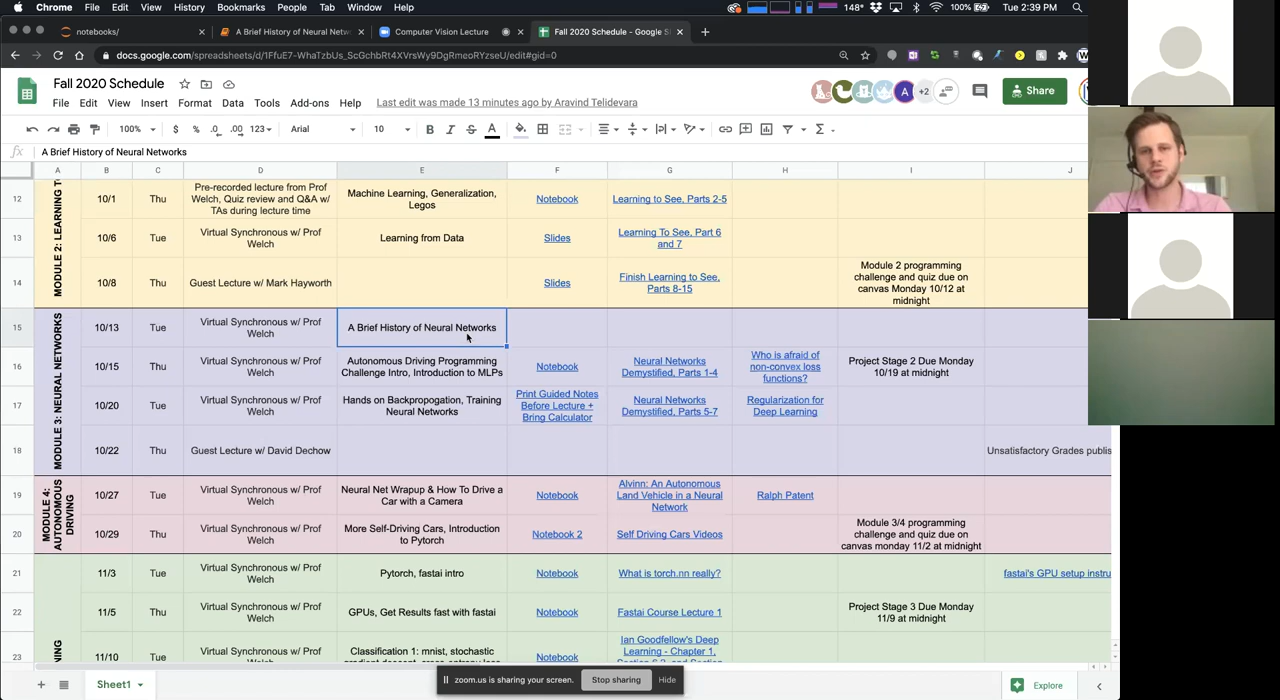 Chrome File Edit View History Bookmarks People Tab Window Help 148° 100% Tue 2:39 PM
notebooks/ A Brief History of Neural Netw Computer Vision Lecture Fall 2020 Schedule - Google S
docs.google.com/spreadsheets/d/1FfuE7-WhaTzbUs_ScGchbRt4XVrsWy9DgRmeoRYzseU/edit#gid=0
Fall 2020 Schedule
File Edit View Insert Format Data Tools Add-ons Help Last edit was made 13 minutes ago by Aravind Telidevara
A +2 Share
100% $ % .0 .00 123 Arial 10 B I S A
fx A Brief History of Neural Networks
A B C D E F G H I J
MODULE 2: LEARNING T
12 10/1 Thu
Pre-recorded lecture from Prof
Welch, Quiz review and Q&A w/
TAs during lecture time
Machine Learning, Generalization,
Legos
Notebook
Learning to See, Parts 2-5
13 10/6 Tue
Virtual Synchronous w/ Prof
Welch
Learning from Data
Slides
Learning To See, Part 6
and 7
14 10/8 Thu
Guest Lecture w/ Mark Hayworth
Slides
Finish Learning to See,
Parts 8-15
Module 2 programming
challenge and quiz due on
canvas Monday 10/12 at
midnight
MODULE 3: NEURAL NETWORKS
15 10/13 Tue
Virtual Synchronous w/ Prof
Welch
A Brief History of Neural Networks
16 10/15 Thu
Virtual Synchronous w/ Prof
Welch
Autonomous Driving Programming
Challenge Intro, Introduction to MLPs
Notebook
Neural Networks
Demystified, Parts 1-4
Who is afraid of
non-convex loss
functions?
Project Stage 2 Due Monday
10/19 at midnight
17 10/20 Tue
Virtual Synchronous w/ Prof
Welch
Hands on Backpropogation, Training
Neural Networks
Print Guided Notes
Before Lecture +
Bring Calculator
Neural Networks
Demystified, Parts 5-7
Regularization for
Deep Learning
18 10/22 Thu
Guest Lecture w/ David Dechow
Unsatisfactory Grades publis
MODULE 4:
AUTONOMOUS
DRIVING
19 10/27 Tue
Virtual Synchronous w/ Prof
Welch
Neural Net Wrapup & How To Drive a
Car with a Camera
Notebook
Alvinn: An Autonomous
Land Vehicle in a Neural
Network
Ralph Patent
20 10/29 Thu
Virtual Synchronous w/ Prof
Welch
More Self-Driving Cars, Introduction
to Pytorch
Notebook 2
Self Driving Cars Videos
Module 3/4 programming
challenge and quiz due on
canvas monday 11/2 at midnight
NING
21 11/3 Tue
Virtual Synchronous w/ Prof
Welch
Pytorch, fastai intro
Notebook
What is torch.nn really?
fastai's GPU setup instru
22 11/5 Thu
Virtual Synchronous w/ Prof
Welch
GPUs, Get Results fast with fastai
Notebook
Fastai Course Lecture 1
Project Stage 3 Due Monday
11/9 at midnight
23 11/10 Tue
Virtual Synchronous w/ Prof
Welch
Classification 1: mnist, stochastic
Notebook
Ian Goodfellow's Deep
Learning - Chapter 1,
zoom.us is sharing your screen. Stop sharing Hide
Sheet1 Explore